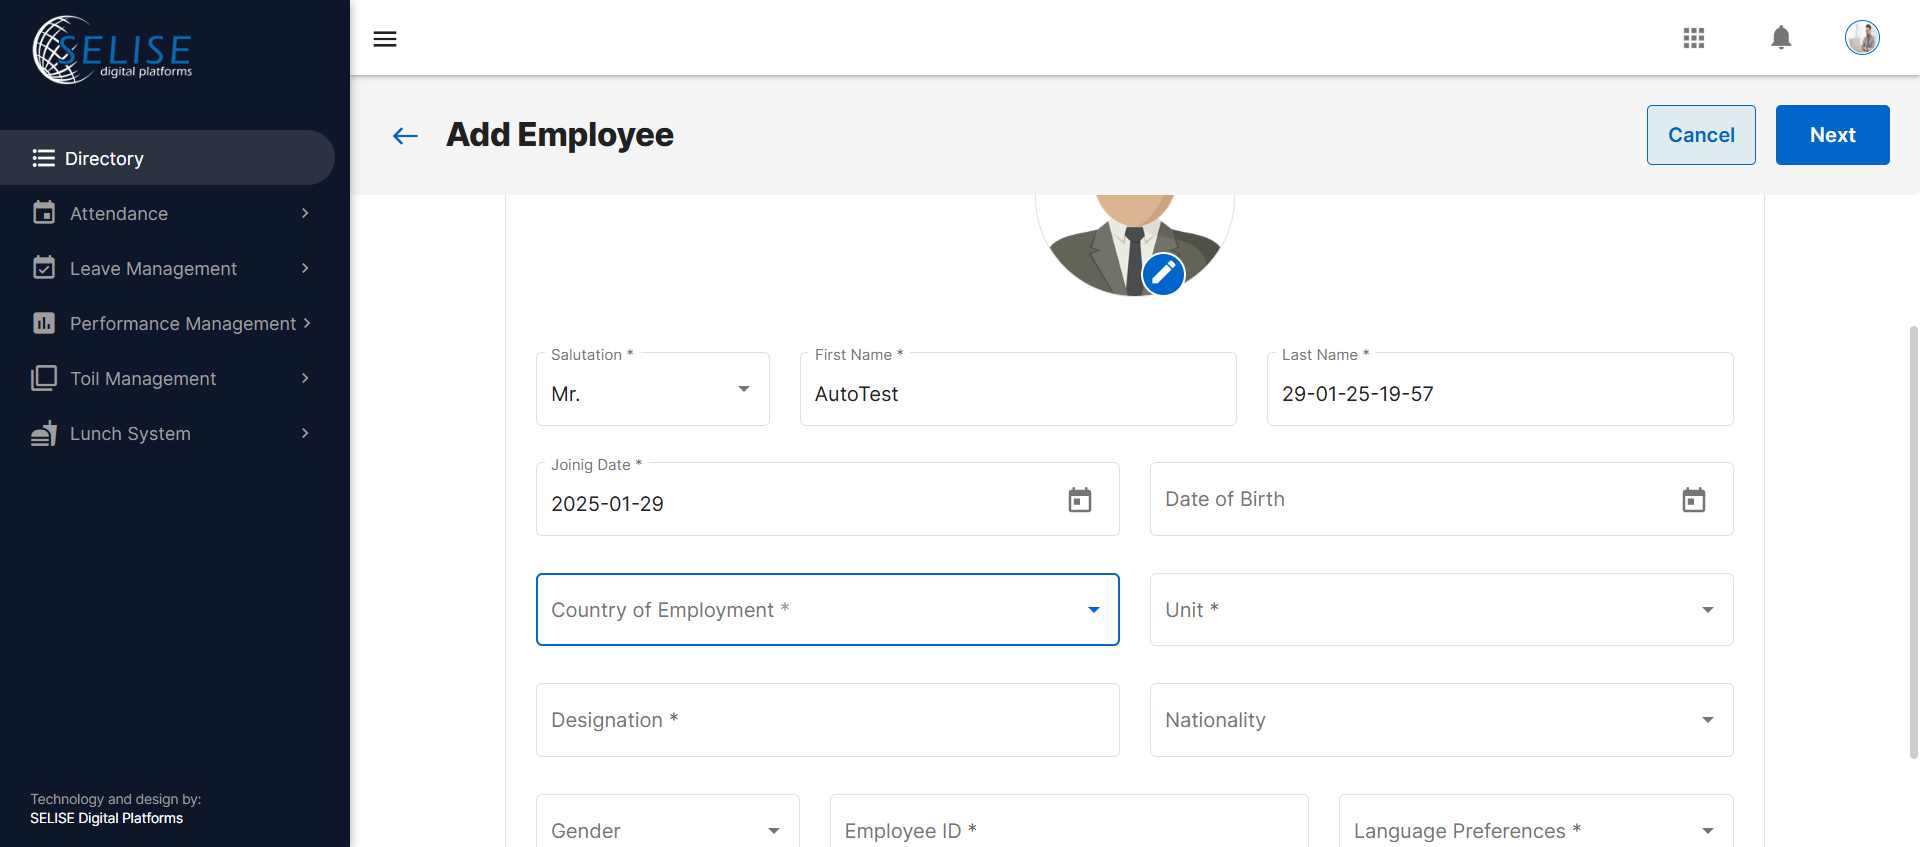 SELISE
digital platforms
Directory
Attendance
Leave Management
Performance Management
Toil Management
Lunch System
Technology and design by:
SELISE Digital Platforms
Add Employee
Cancel
Next
Salutation *
Mr.
First Name *
AutoTest
Last Name *
29-01-25-19-57
Joinig Date *
2025-01-29
Date of Birth
Country of Employment *
Unit *
Designation *
Nationality
Gender
Employee ID *
Language Preferences *